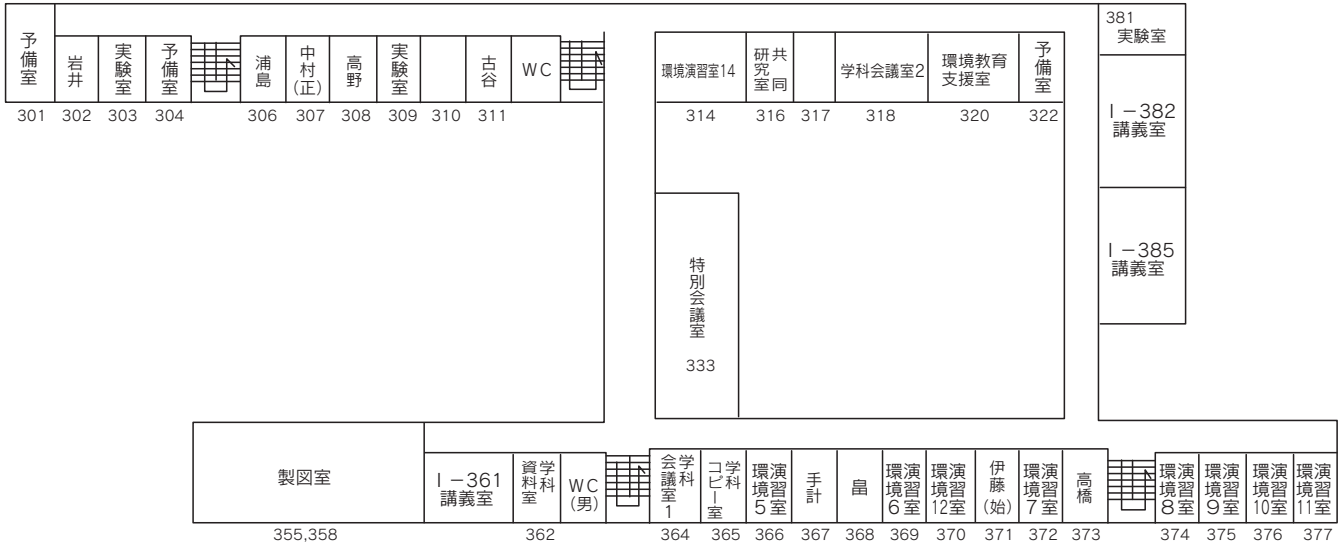 予備室
岩井
実験室
予備室
浦島
中村(正)
高野
実験室
古谷
WC
環境演習室14
共同
研究室
学科会議室2
環境教育
支援室
予備室
381
実験室
301
302
303
304
306
307
308
309
310
311
314
316
317
318
320
322
I-382
講義室
I-385
講義室
特別会議室
333
製図室
I-361
講義室
学科
資料室
WC
(男)
学科
会議室1
学科
コピー室
環境
演習
5室
手計
畠
環境
演習
6室
環境
演習
12室
伊藤
(始)
環境
演習
7室
高橋
環境
演習
8室
環境
演習
9室
環境
演習
10室
環境
演習
11室
355,358
362
364
365
366
367
368
369
370
371
372
373
374
375
376
377